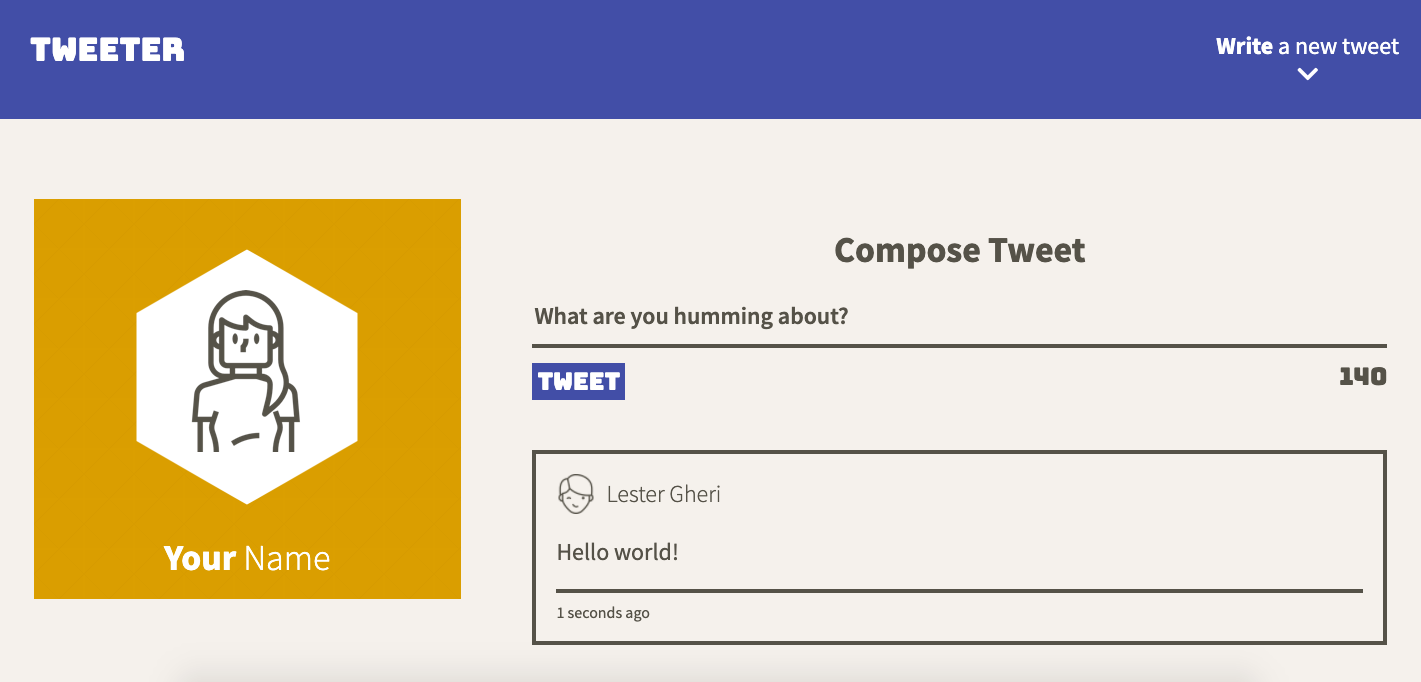 TWEETER
Write a new tweet
Your Name
Compose Tweet
What are you humming about?
TWEET
140
Lester Gheri
Hello world!
1 seconds ago